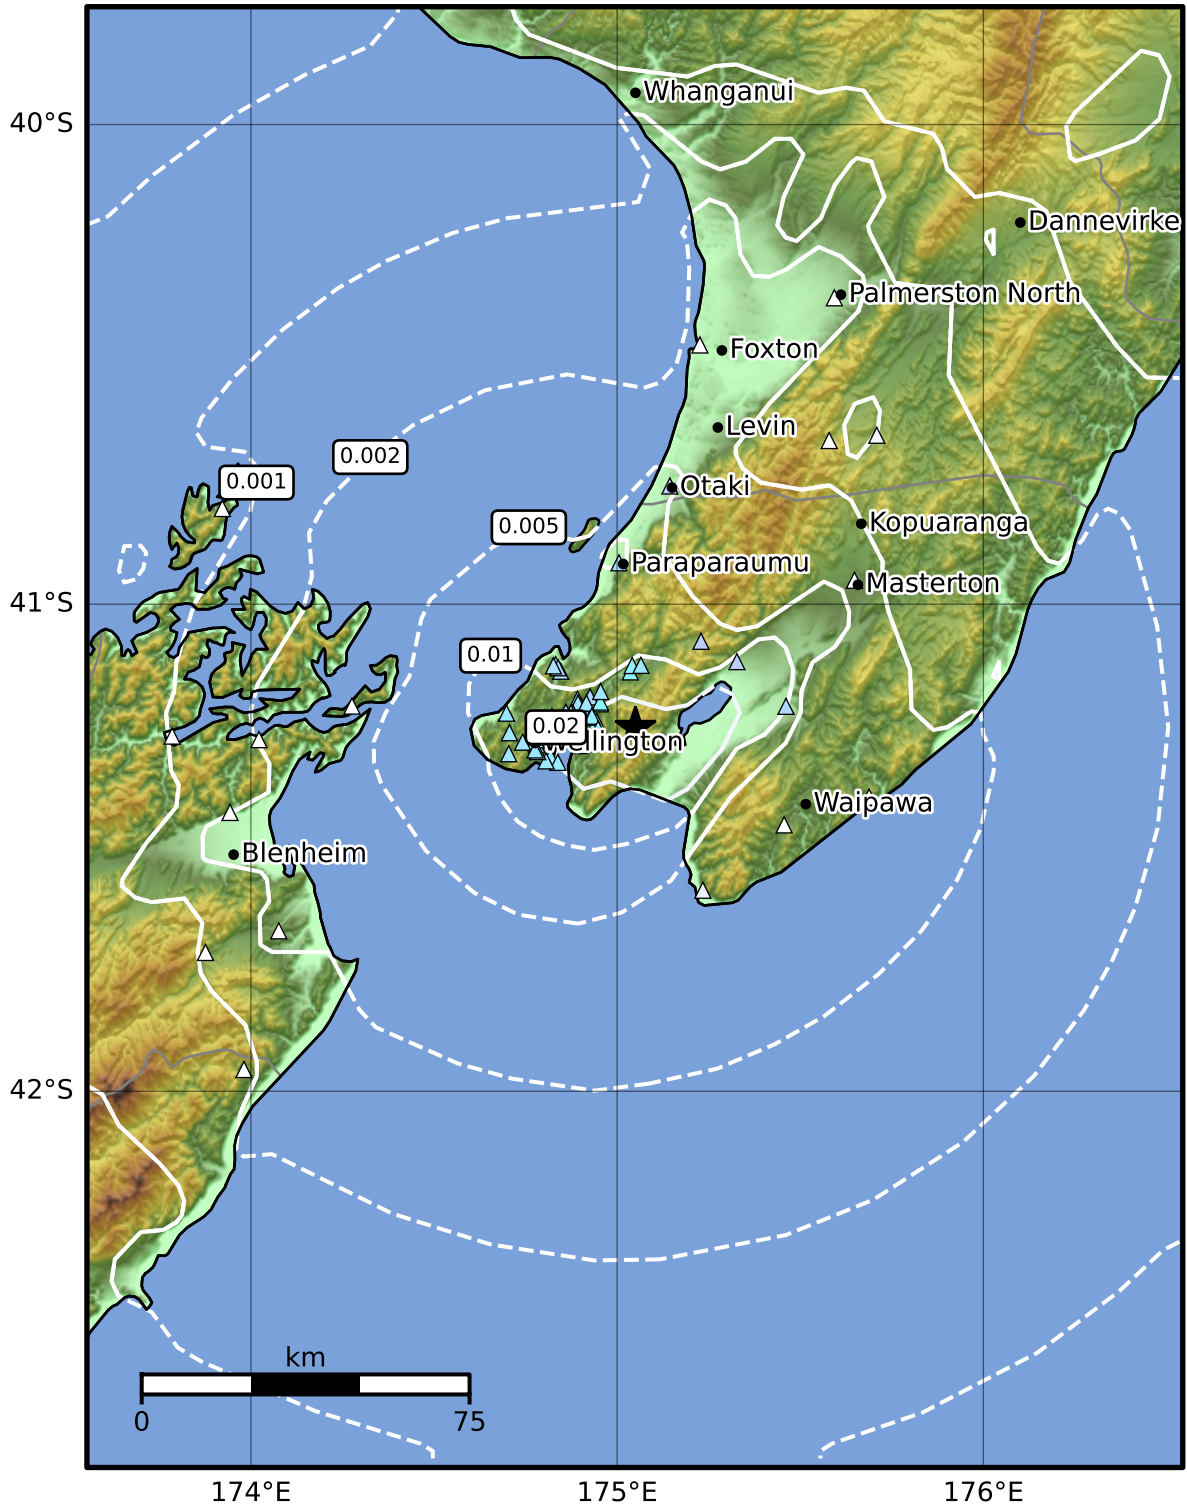 Whanganui
40°S
Dannevirke
Palmerston North
Foxton
Levin
0.002
0.001
Otaki
0.005
Kopuaranga
Paraparaumu
Masterton
41°S
0.01
0.02
Wellington
Waipawa
Blenheim
42°S
km
0
75
174°E
175°E
176°E